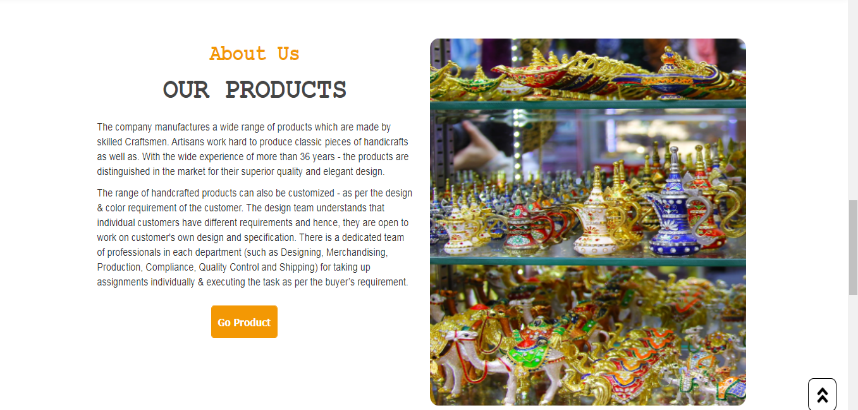 About Us
OUR PRODUCTS
The company manufactures a wide range of products which are made by
skilled Craftsmen. Artisans work hard to produce classic pieces of handicrafts
as well as. With the wide experience of more than 36 years - the products are
distinguished in the market for their superior quality and elegant design.
The range of handcrafted products can also be customized - as per the design
& color requirement of the customer. The design team understands that
individual customers have different requirements and hence, they are open to
work on customer's own design and specification. There is a dedicated team
of professionals in each department (such as Designing, Merchandising,
Production, Compliance, Quality Control and Shipping) for taking up
assignments individually & executing the task as per the buyer's requirement.
Go Product